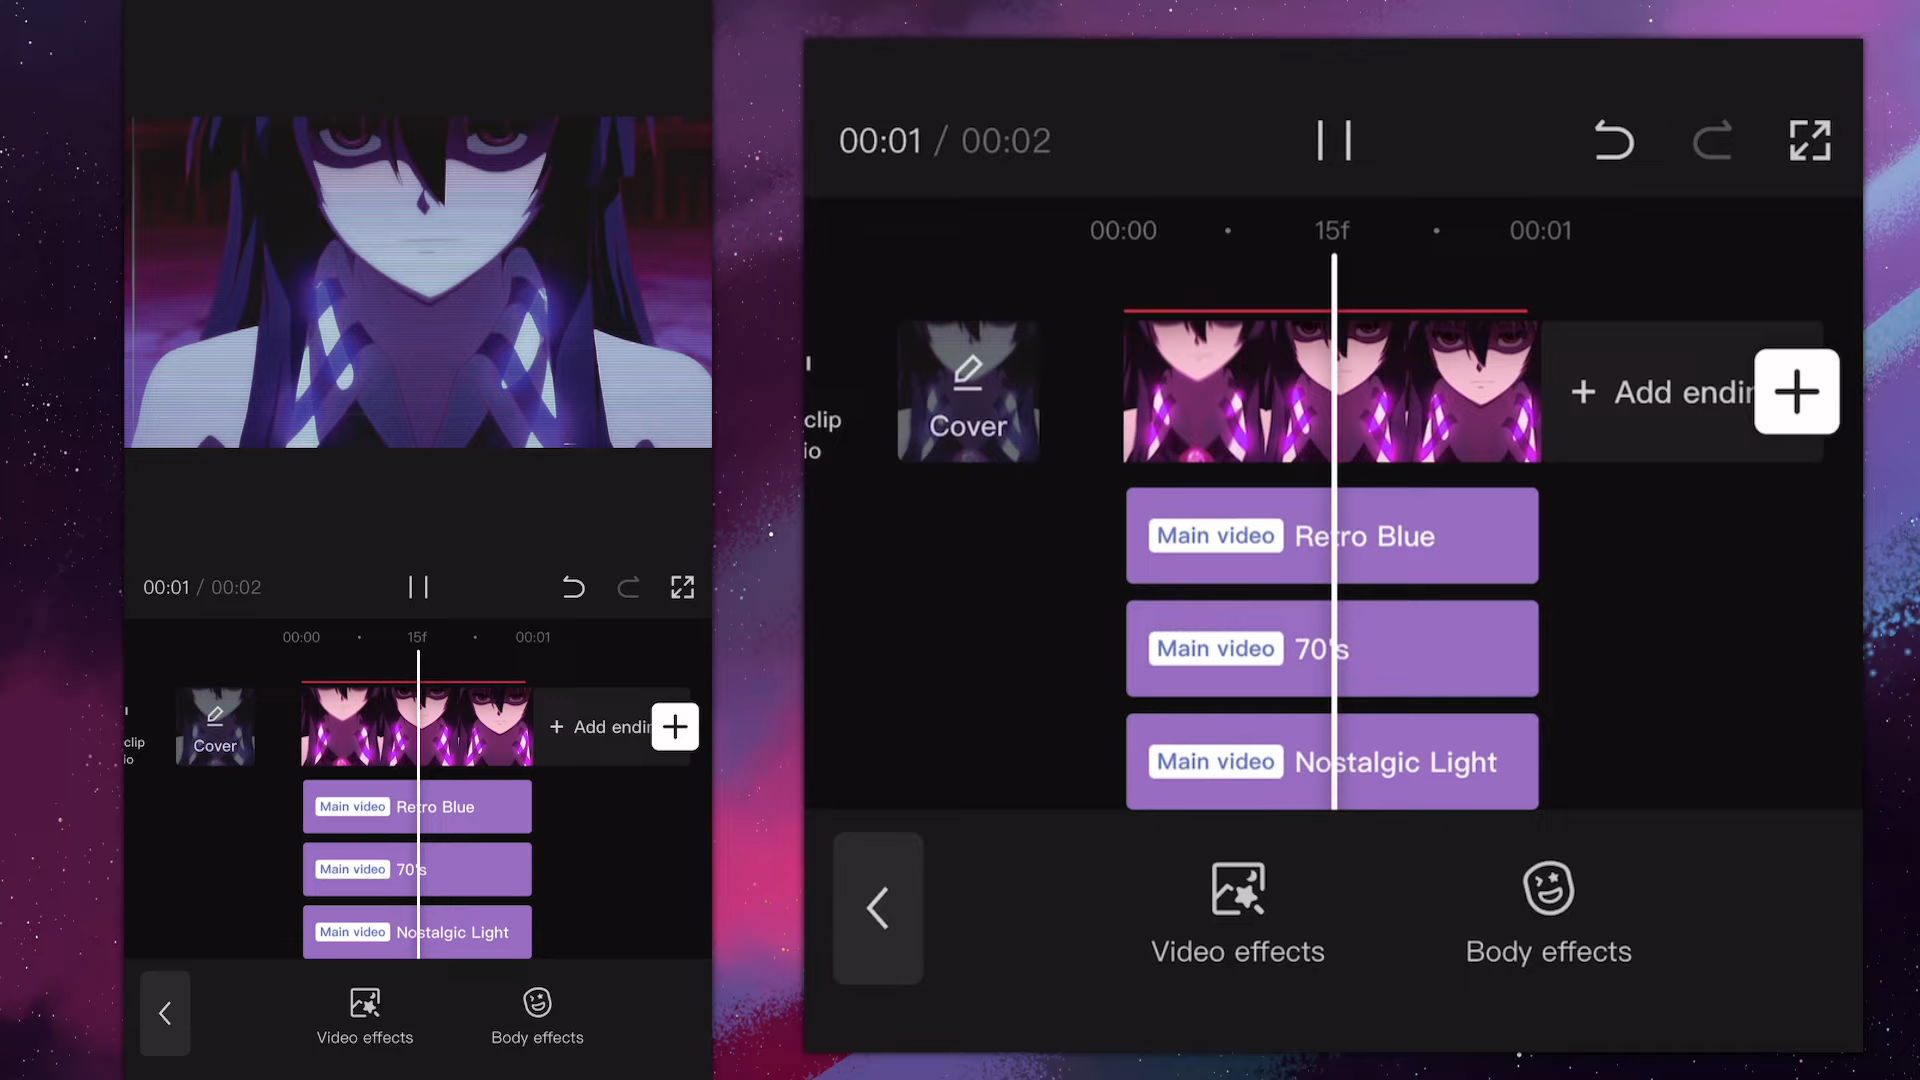 00:01 / 00:02
00:00 15f 00:01
clip
io
Cover
+ Add endin
Main video Retro Blue
Main video 70's
Main video Nostalgic Light
Video effects
Body effects
00:01 / 00:02
00:00 15f 00:01
clip
io
Cover
+ Add endin
Main video Retro Blue
Main video 70's
Main video Nostalgic Light
Video effects
Body effects